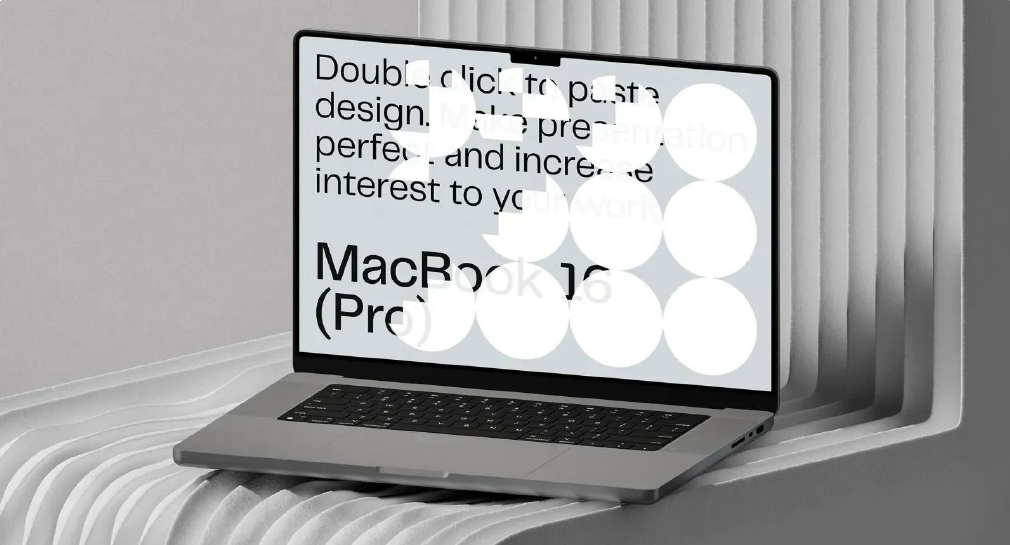 Double click to paste
design. Make presentation
perfect and increase
interest to your work
MacBook 16
(Pro)